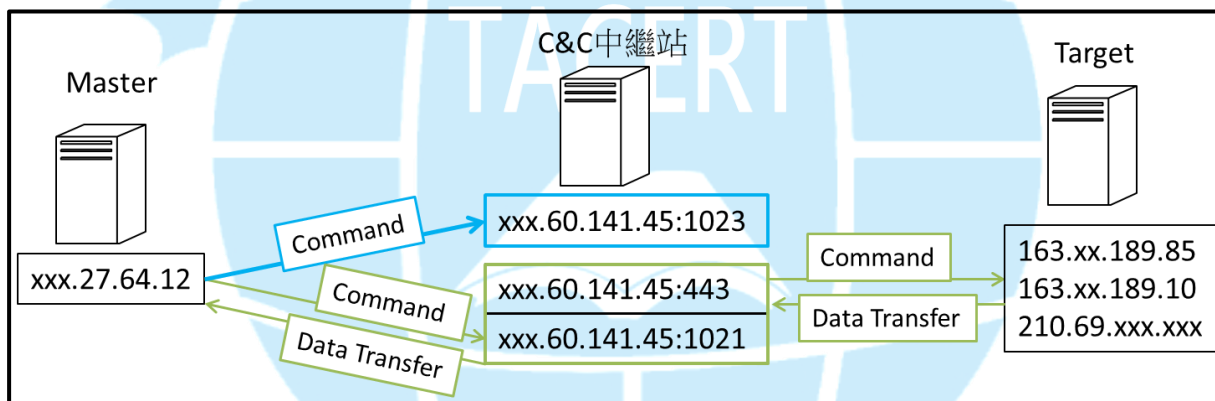 TACERT
C&C中繼站
Master
Target
Command
xxx.60.141.45:1023
xxx.27.64.12
Command
xxx.60.141.45:443
Command
163.xx.189.85
163.xx.189.10
Data Transfer
xxx.60.141.45:1021
Data Transfer
210.69.xxx.xxx